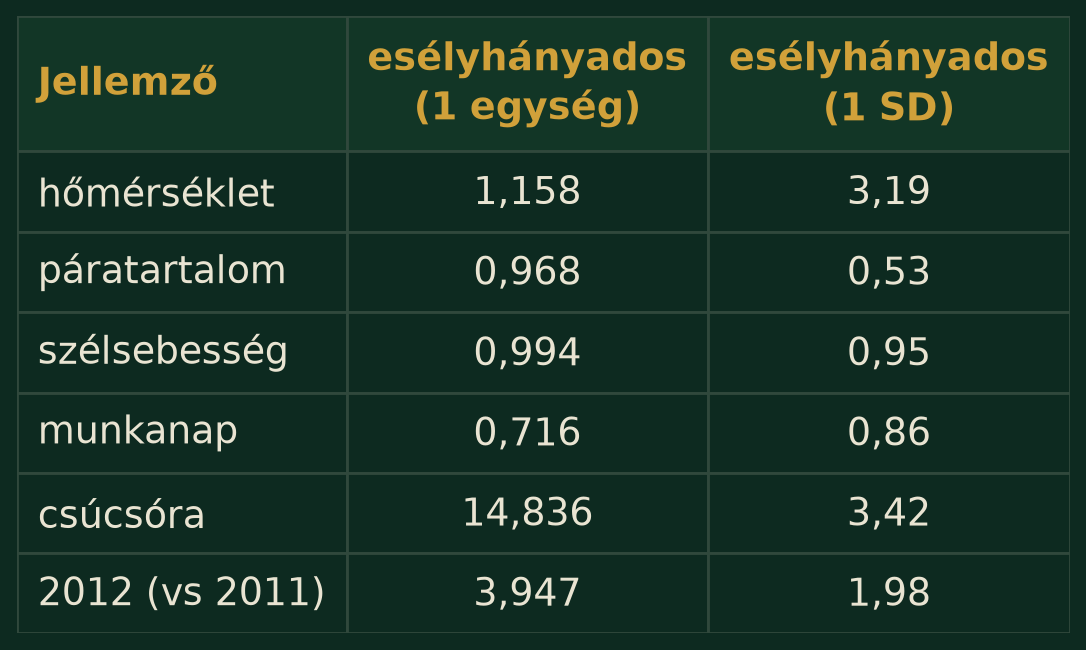 Jellemző
esélyhányados
(1 egység)
esélyhányados
(1 SD)
hőmérséklet 1,158 3,19
páratartalom 0,968 0,53
szélsebesség 0,994 0,95
munkanap 0,716 0,86
csúcsóra 14,836 3,42
2012 (vs 2011) 3,947 1,98